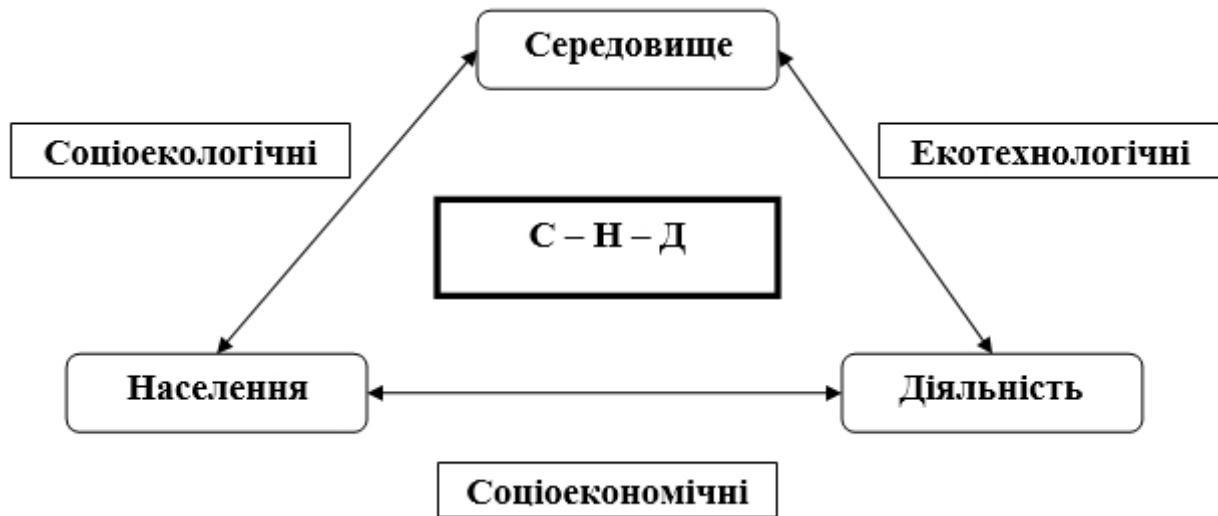 Середовище
Соціоекологічні
Екотехнологічні
С – Н – Д
Населення
Діяльність
Соціоекономічні